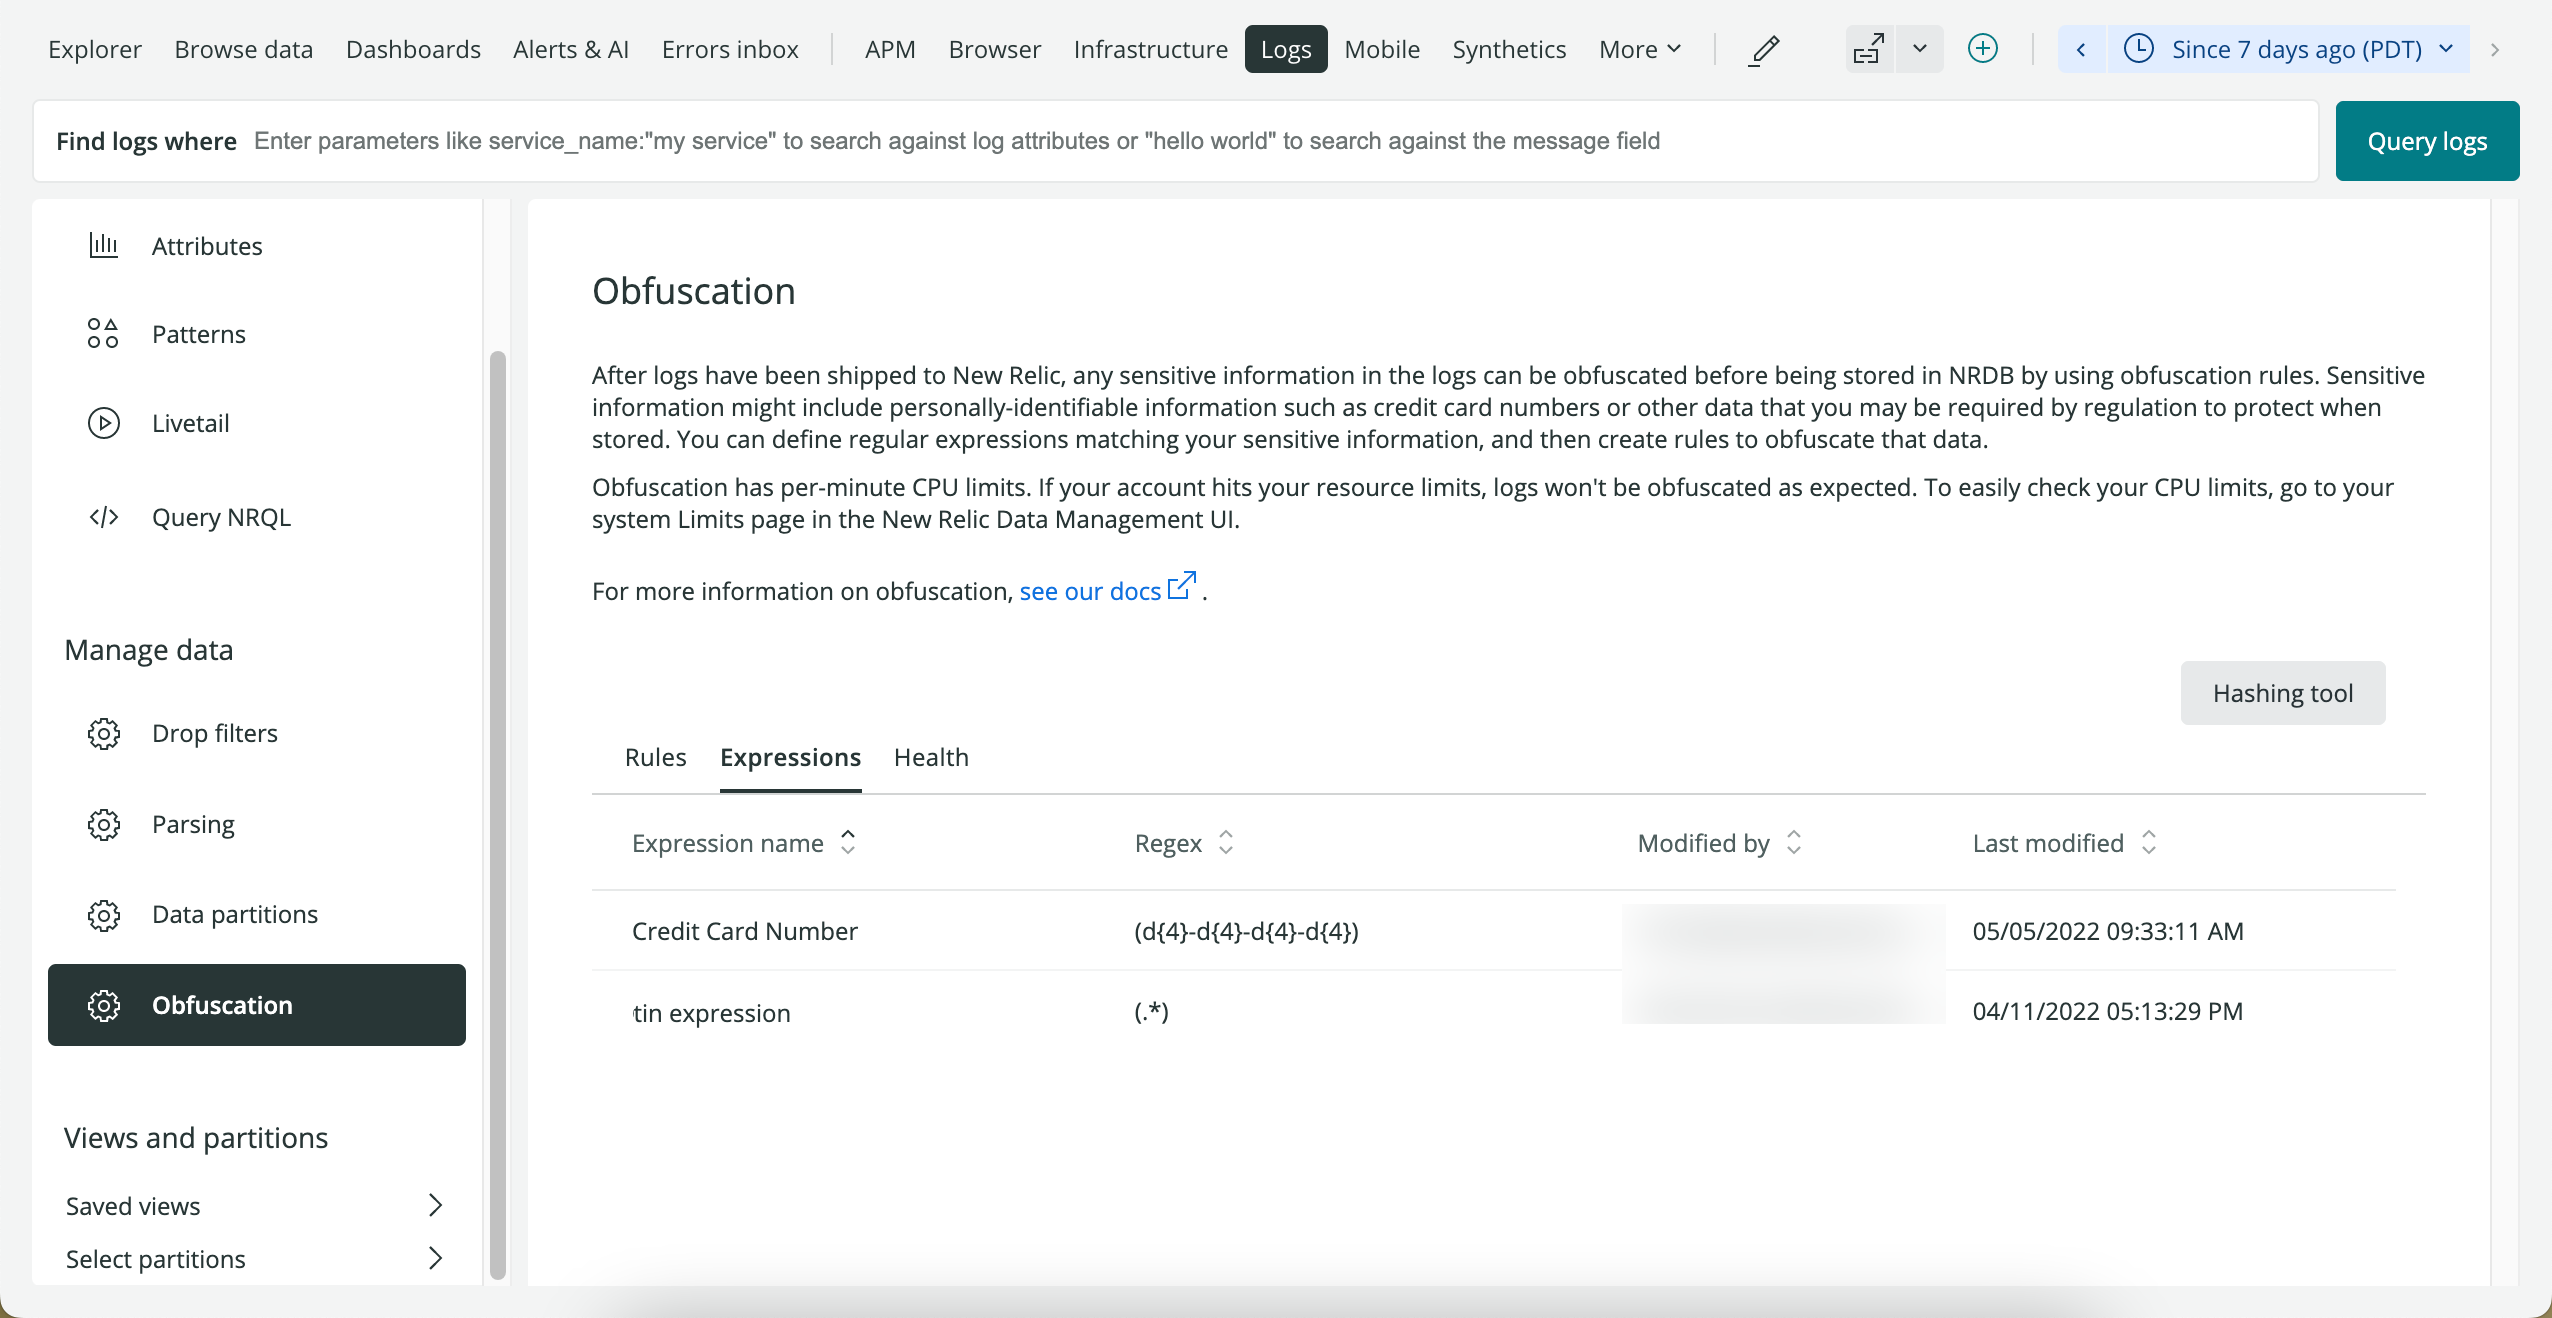 Explorer Browse data Dashboards Alerts & AI Errors inbox APM Browser Infrastructure Logs Mobile Synthetics More Since 7 days ago (PDT)
Find logs where Enter parameters like service_name:"my service" to search against log attributes or "hello world" to search against the message field Query logs
Attributes
Patterns
Livetail
</> Query NRQL
Manage data
Drop filters
Parsing
Data partitions
Obfuscation
Views and partitions
Saved views
Select partitions
Obfuscation
After logs have been shipped to New Relic, any sensitive information in the logs can be obfuscated before being stored in NRDB by using obfuscation rules. Sensitive
information might include personally-identifiable information such as credit card numbers or other data that you may be required by regulation to protect when
stored. You can define regular expressions matching your sensitive information, and then create rules to obfuscate that data.
Obfuscation has per-minute CPU limits. If your account hits your resource limits, logs won't be obfuscated as expected. To easily check your CPU limits, go to your
system Limits page in the New Relic Data Management UI.
For more information on obfuscation, see our docs .
Hashing tool
Rules Expressions Health
Expression name Regex Modified by Last modified
Credit Card Number (d{4}-d{4}-d{4}-d{4}) 05/05/2022 09:33:11 AM
tin expression (.*) 04/11/2022 05:13:29 PM